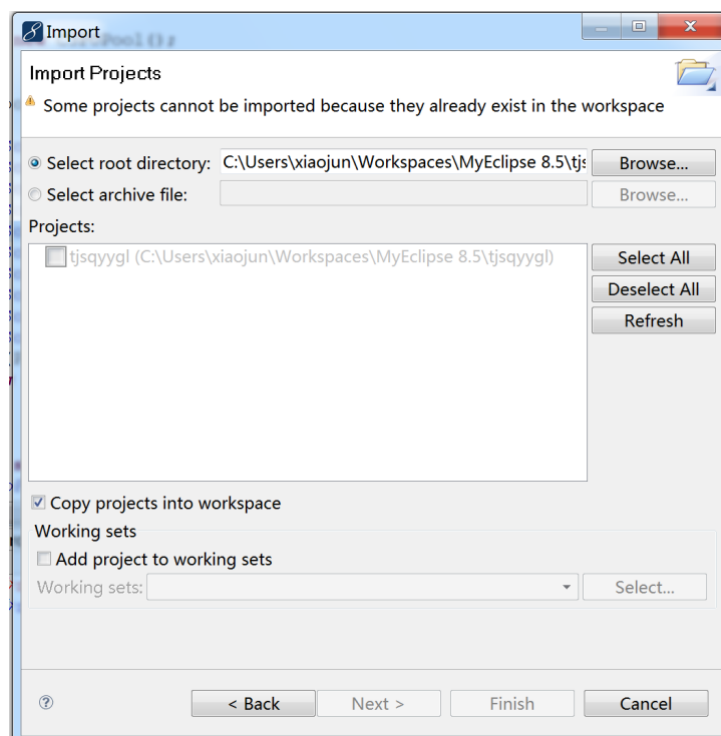 Import
Import Projects
Some projects cannot be imported because they already exist in the workspace
Select root directory: C:\Users\xiaojun\Workspaces\MyEclipse 8.5\tjs Browse...
Select archive file: Browse...
Projects:
tjsqyygl (C:\Users\xiaojun\Workspaces\MyEclipse 8.5\tjsqyygl) Select All
Deselect All
Refresh
Copy projects into workspace
Working sets
Add project to working sets
Working sets: Select...
? < Back Next > Finish Cancel